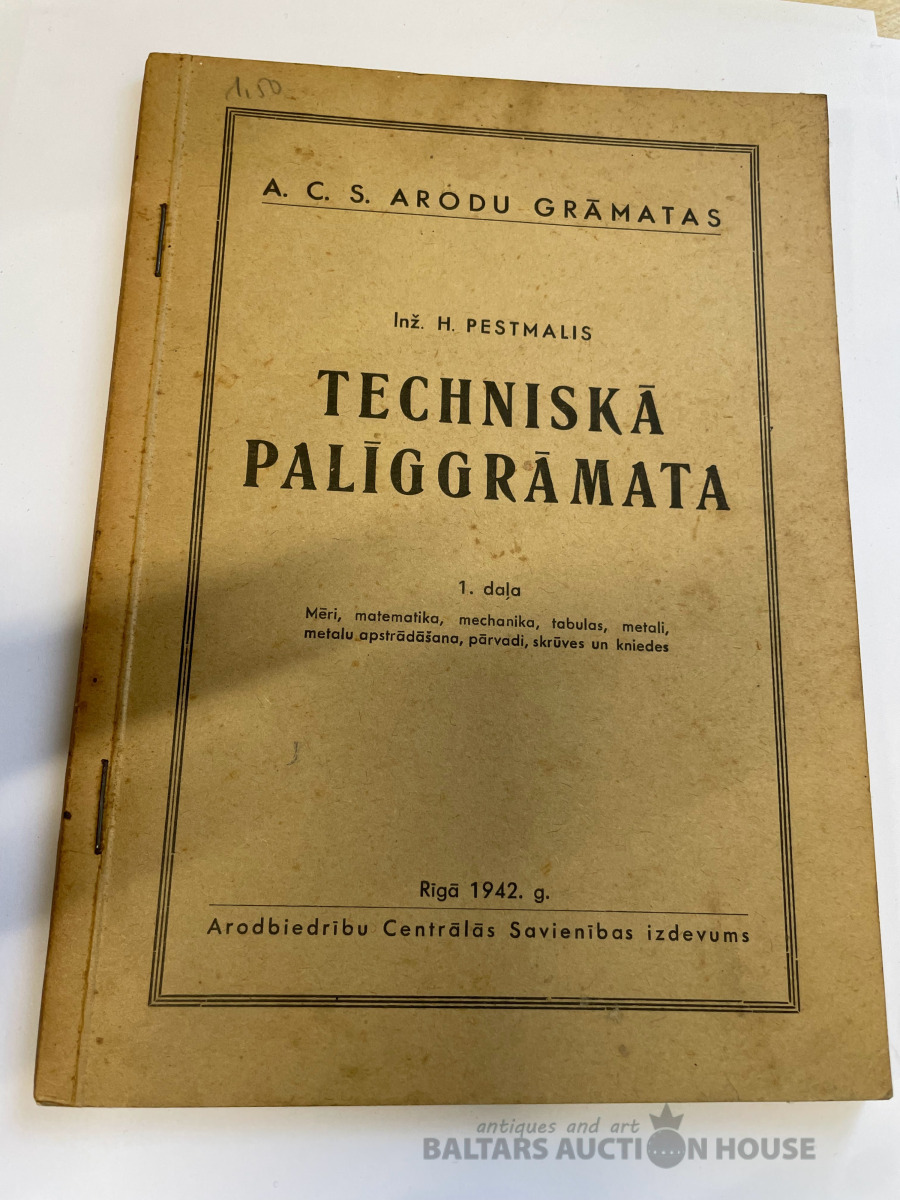 1,50
A. C. S. ARODU GRĀMATAS
Inž. H. PESTMALIS
TECHNISKĀ
PALĪGGRĀMATA
1. daļa
Mēri, matematika, mechanika, tabulas, metali,
metalu apstrādāšana, pārvadi, skrūves un kniedes
Rīgā 1942. g.
Arodbiedrību Centrālās Savienības izdevums
antiques and art
BALTARS AUCTION HOUSE